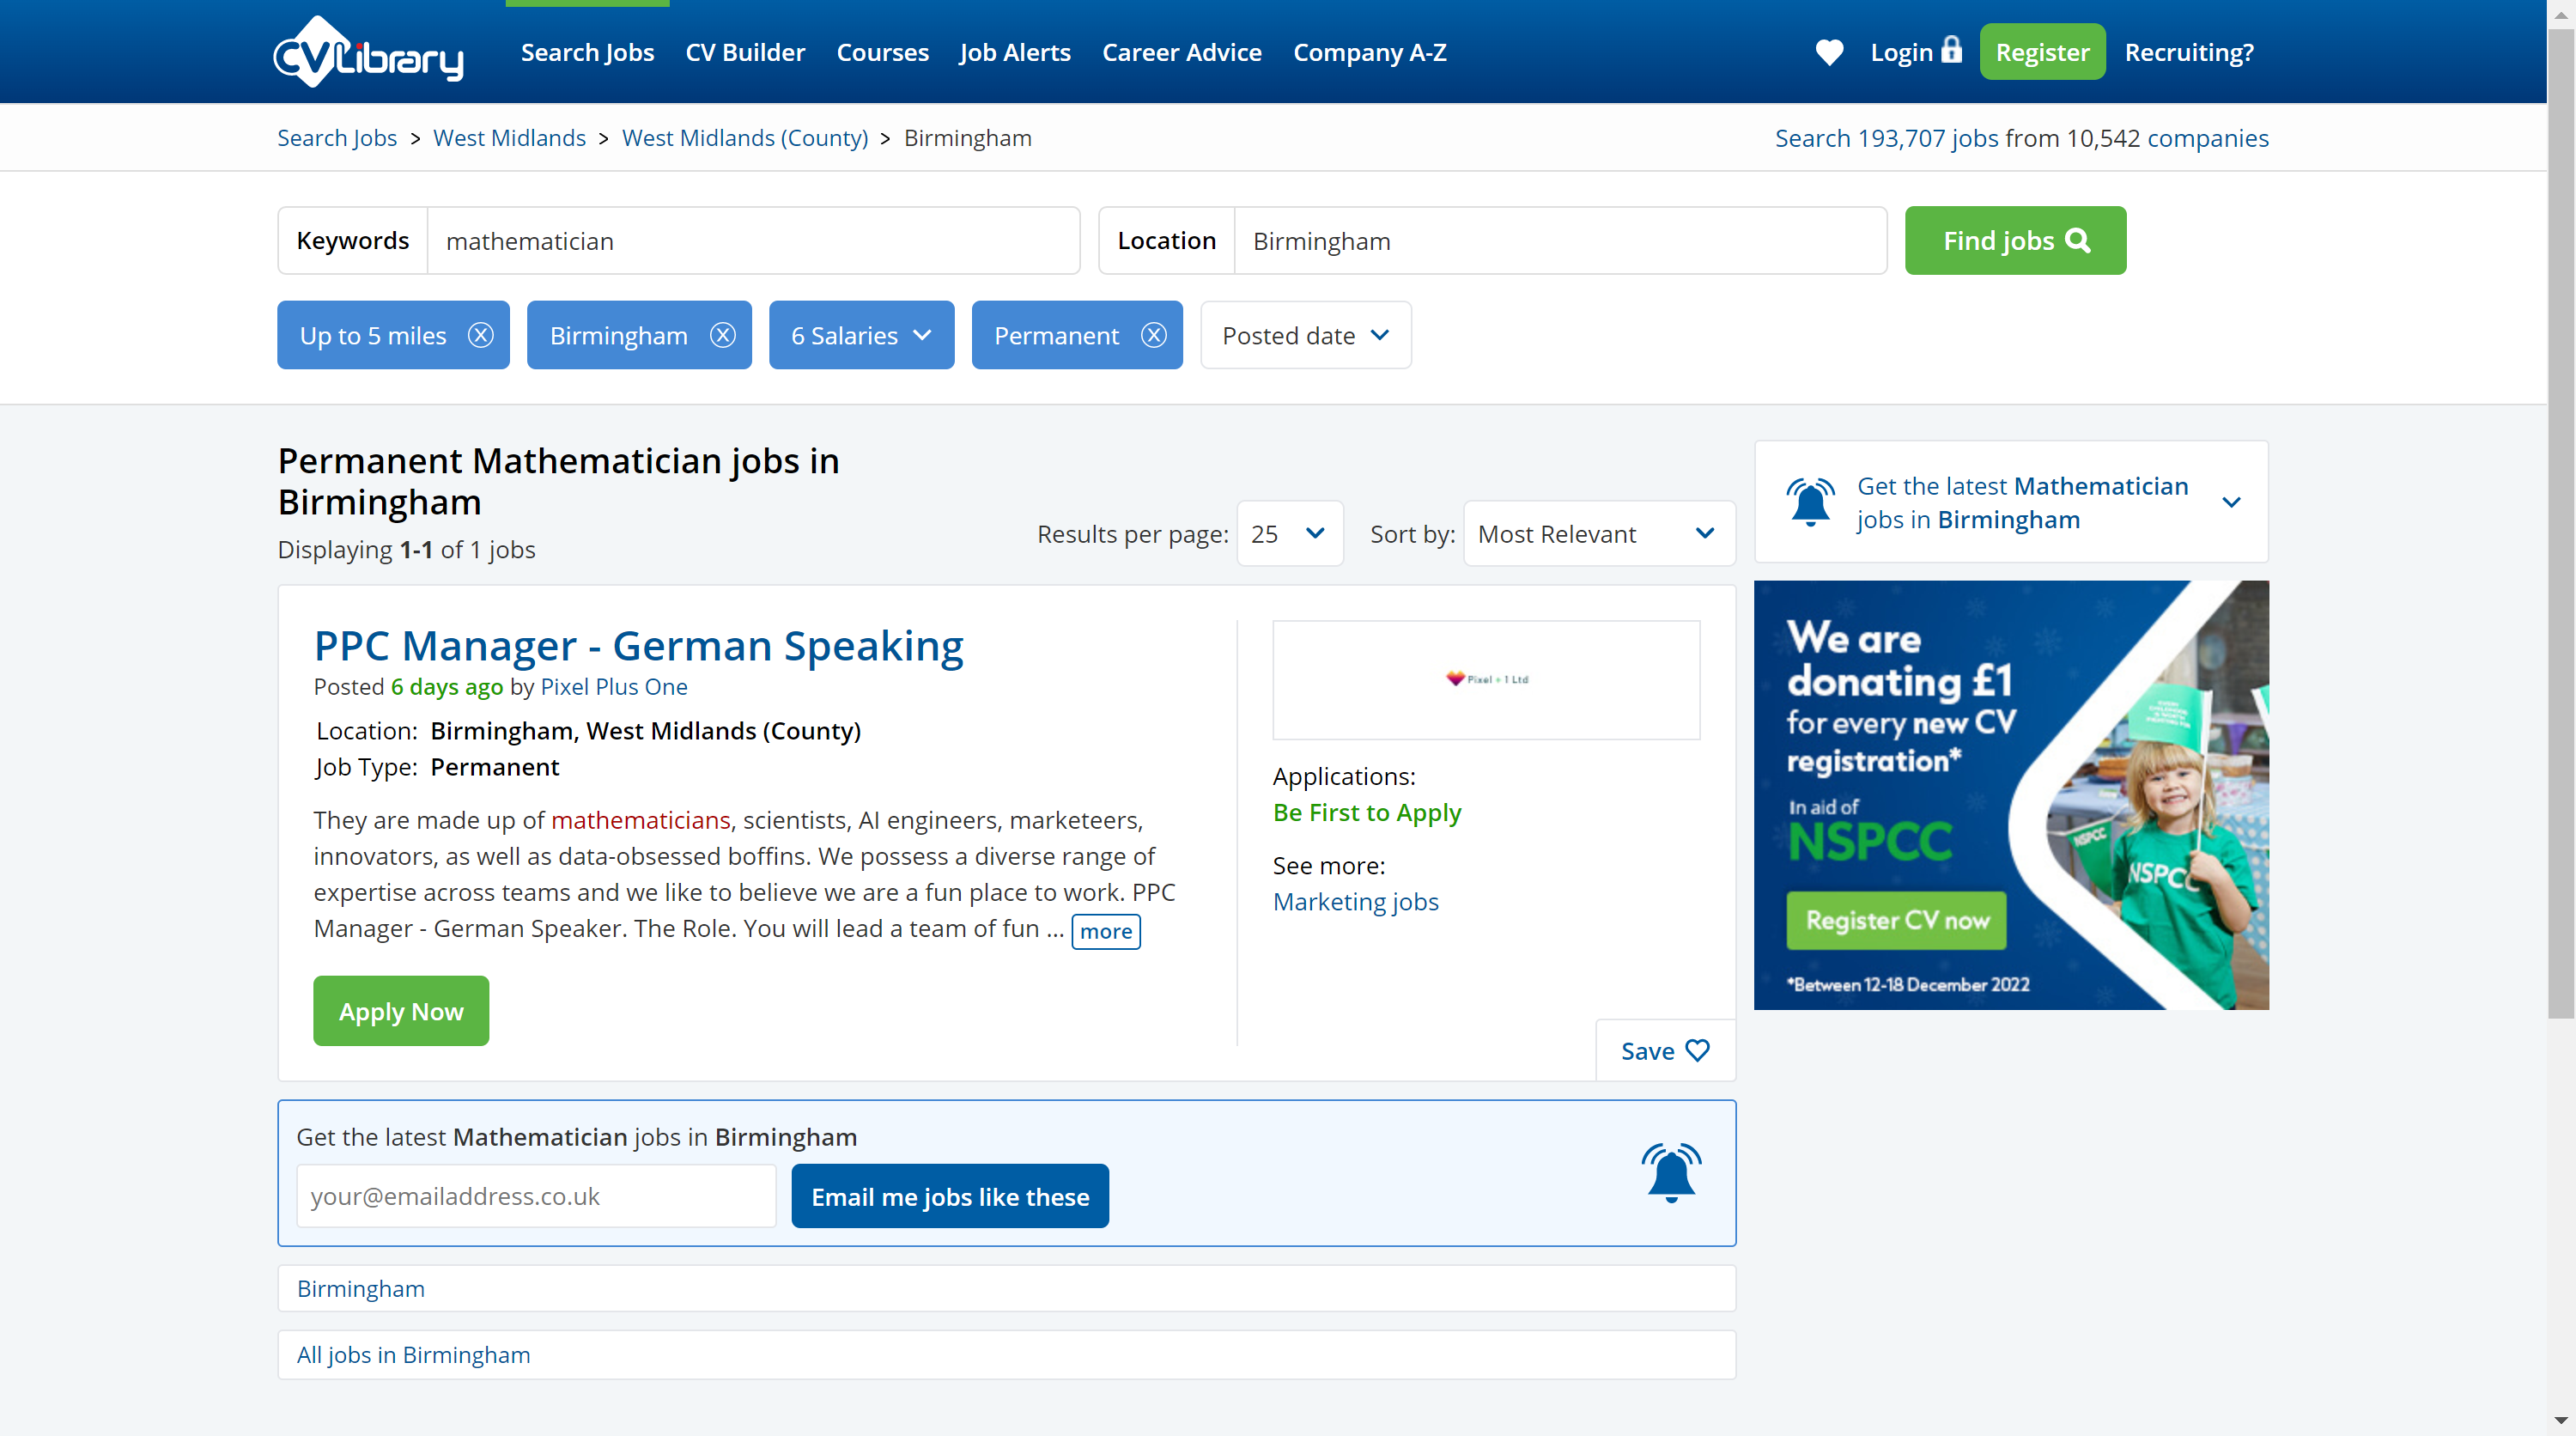 CVLibrary
Search Jobs
CV Builder
Courses
Job Alerts
Career Advice
Company A-Z
Login
Register
Recruiting?
Search Jobs > West Midlands > West Midlands (County) > Birmingham
Search 193,707 jobs from 10,542 companies
Keywords
mathematician
Location
Birmingham
Find jobs
Up to 5 miles
Birmingham
6 Salaries
Permanent
Posted date
Permanent Mathematician jobs in
Birmingham
Displaying 1-1 of 1 jobs
Results per page: 25
Sort by: Most Relevant
PPC Manager - German Speaking
Posted 6 days ago by Pixel Plus One
Location: Birmingham, West Midlands (County)
Job Type: Permanent
They are made up of mathematicians, scientists, AI engineers, marketeers,
innovators, as well as data-obsessed boffins. We possess a diverse range of
expertise across teams and we like to believe we are a fun place to work. PPC
Manager - German Speaker. The Role. You will lead a team of fun ... more
Apply Now
Pixel + 1 Ltd
Applications:
Be First to Apply
See more:
Marketing jobs
Save
Get the latest Mathematician jobs in Birmingham
your@emailaddress.co.uk
Email me jobs like these
Birmingham
All jobs in Birmingham
Get the latest Mathematician
jobs in Birmingham
We are
donating £1
for every new CV
registration*
In aid of
NSPCC
Register CV now
*Between 12-18 December 2022
NSPCC
NSPCC